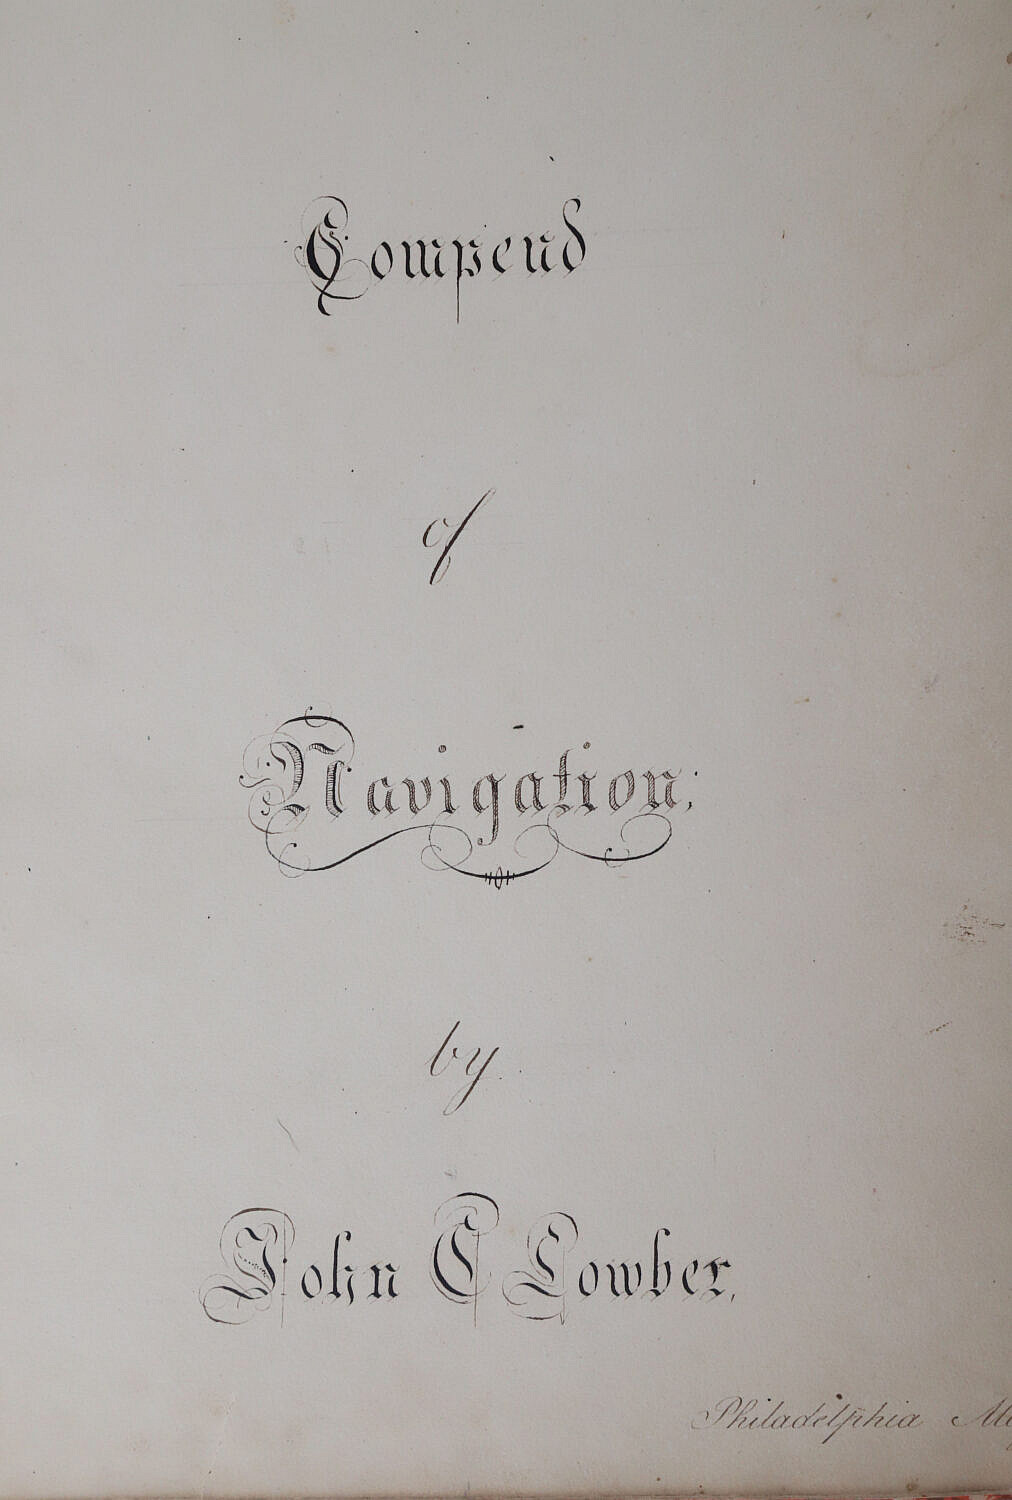 Compend
of
Navigation,
by
John C Lowber,
Philadelphia